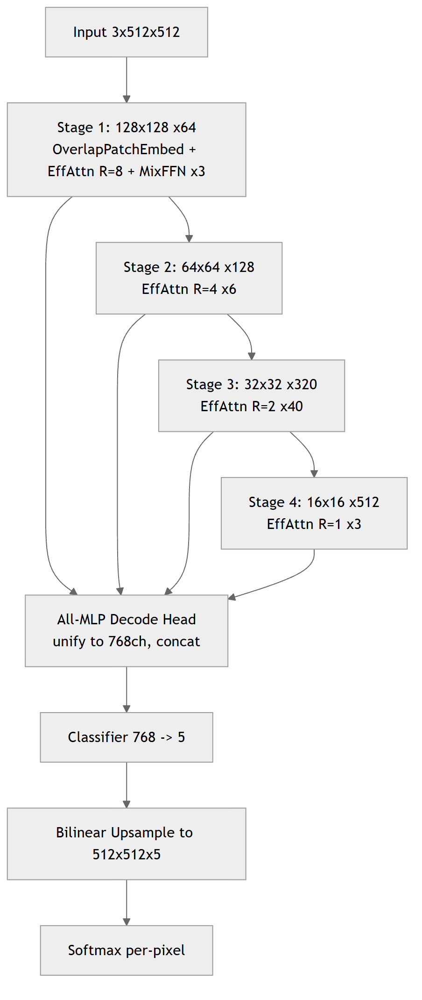 Input 3x512x512
Stage 1: 128x128 x64
OverlapPatchEmbed +
EffAttn R=8 + MixFFN x3
Stage 2: 64x64 x128
EffAttn R=4 x6
Stage 3: 32x32 x320
EffAttn R=2 x40
Stage 4: 16x16 x512
EffAttn R=1 x3
All-MLP Decode Head
unify to 768ch, concat
Classifier 768 -> 5
Bilinear Upsample to
512x512x5
Softmax per-pixel